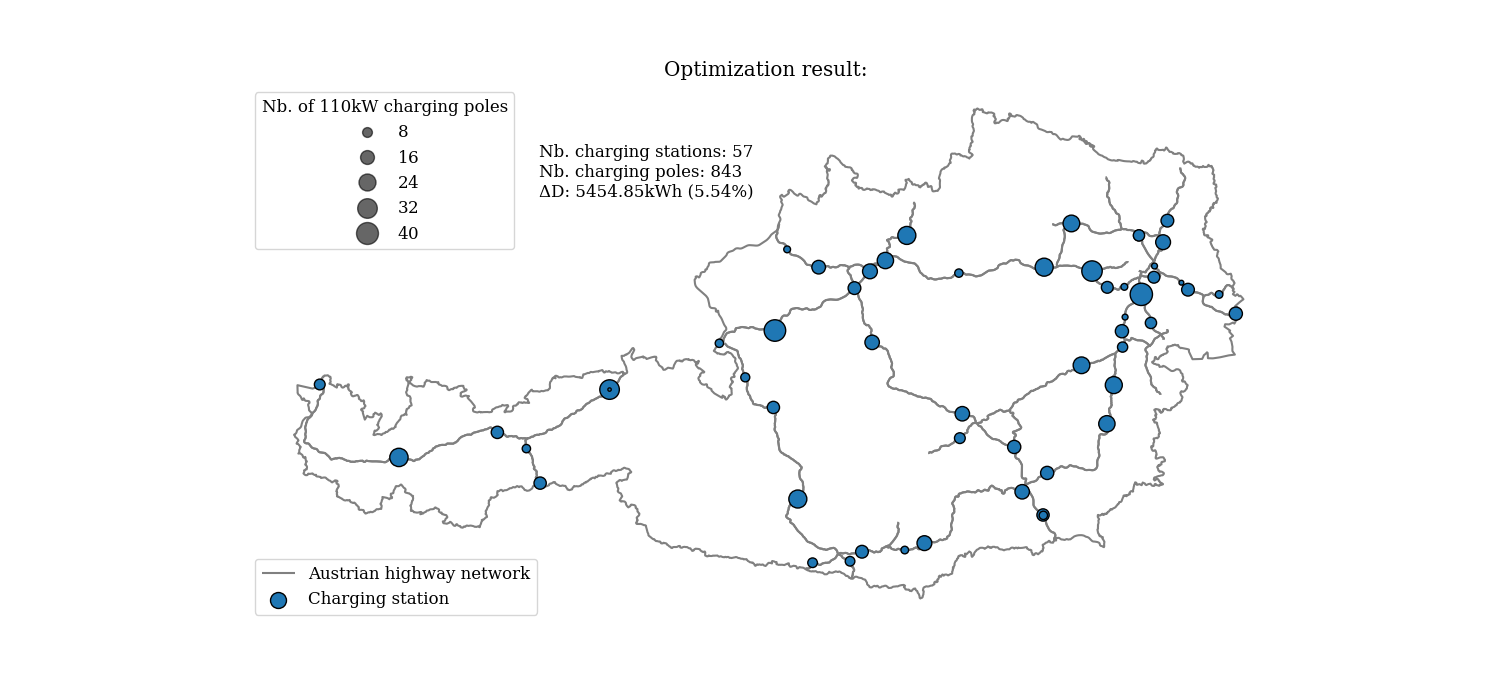 Optimization result:
Nb. of 110kW charging poles
8
16
24
32
40
Nb. charging stations: 57
Nb. charging poles: 843
ΔD: 5454.85kWh (5.54%)
Austrian highway network
Charging station